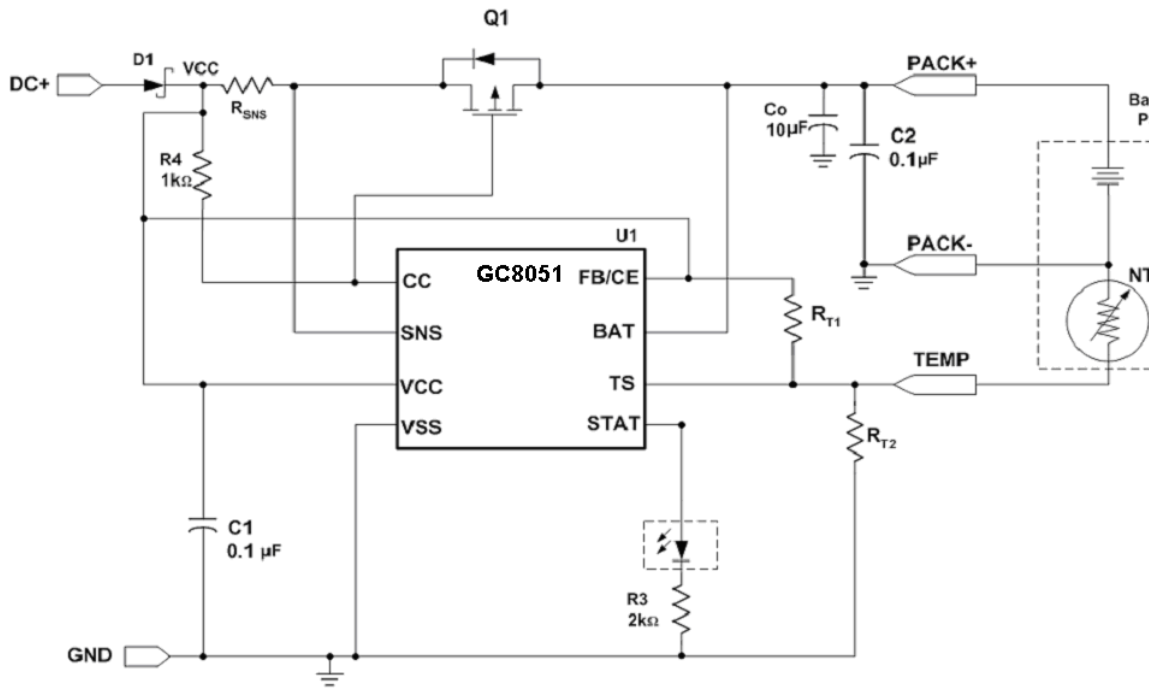 Q1
D1
VCC
DC+
RSNS
PACK+
Co
10µF
C2
0.1µF
R4
1kΩ
U1
PACK-
GC8051
CC
FB/CE
SNS
BAT
RT1
VCC
TS
TEMP
VSS
STAT
RT2
C1
0.1 µF
R3
2kΩ
GND